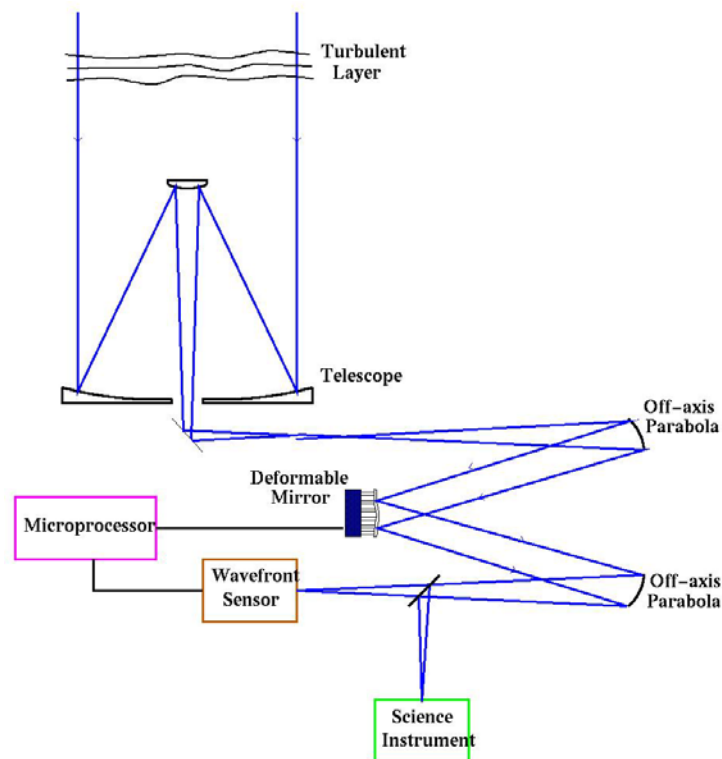 Turbulent
Layer
Telescope
Off-axis
Parabola
Deformable
Mirror
Microprocessor
Wavefront
Sensor
Off-axis
Parabola
Science
Instrument